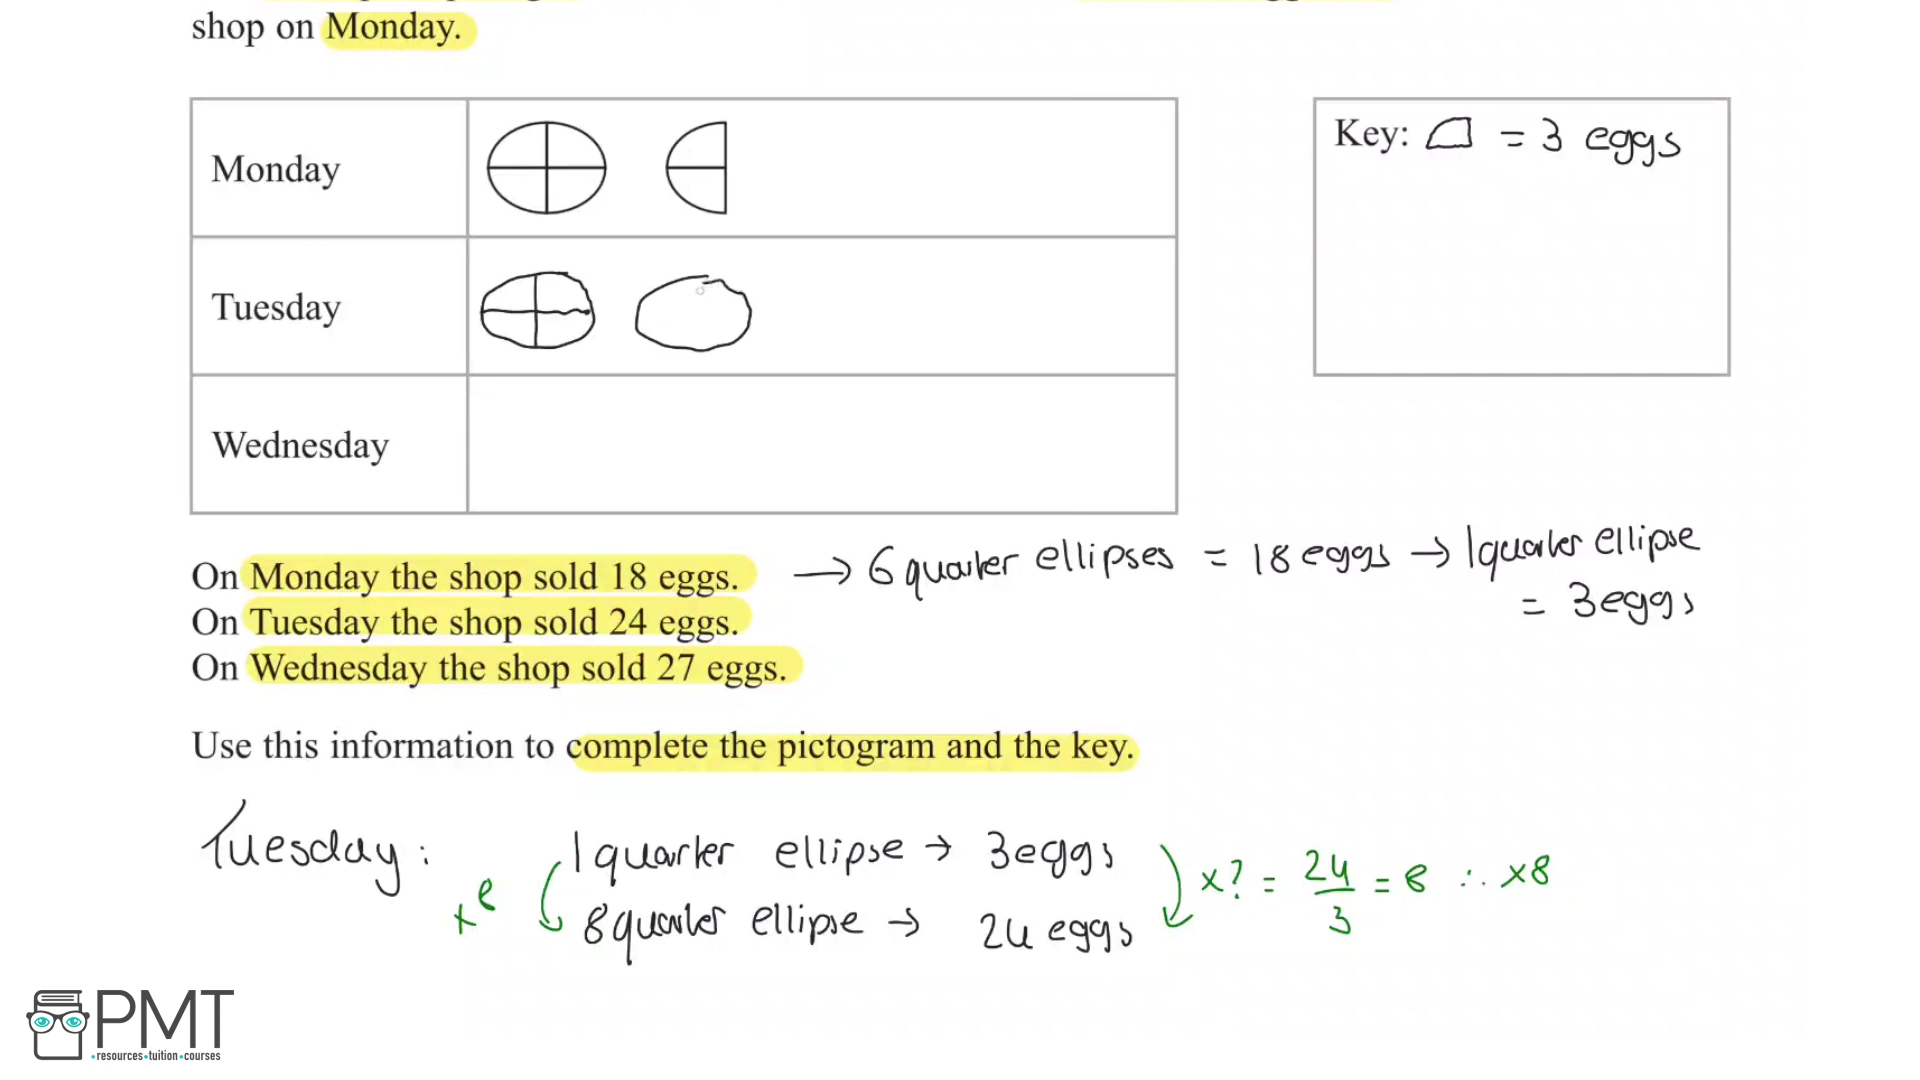 shop on Monday.
Monday
Key: = 3 eggs
Tuesday
Wednesday
On Monday the shop sold 18 eggs. → 6 quarter ellipses = 18 eggs → 1 quarter ellipse
= 3 eggs
On Tuesday the shop sold 24 eggs.
On Wednesday the shop sold 27 eggs.
Use this information to complete the pictogram and the key.
Tuesday: 1 quarter ellipse → 3 eggs x? = 24/3 = 8 ∴ x8
8 quarter ellipse → 24 eggs
PMT
•resources•tuition•courses